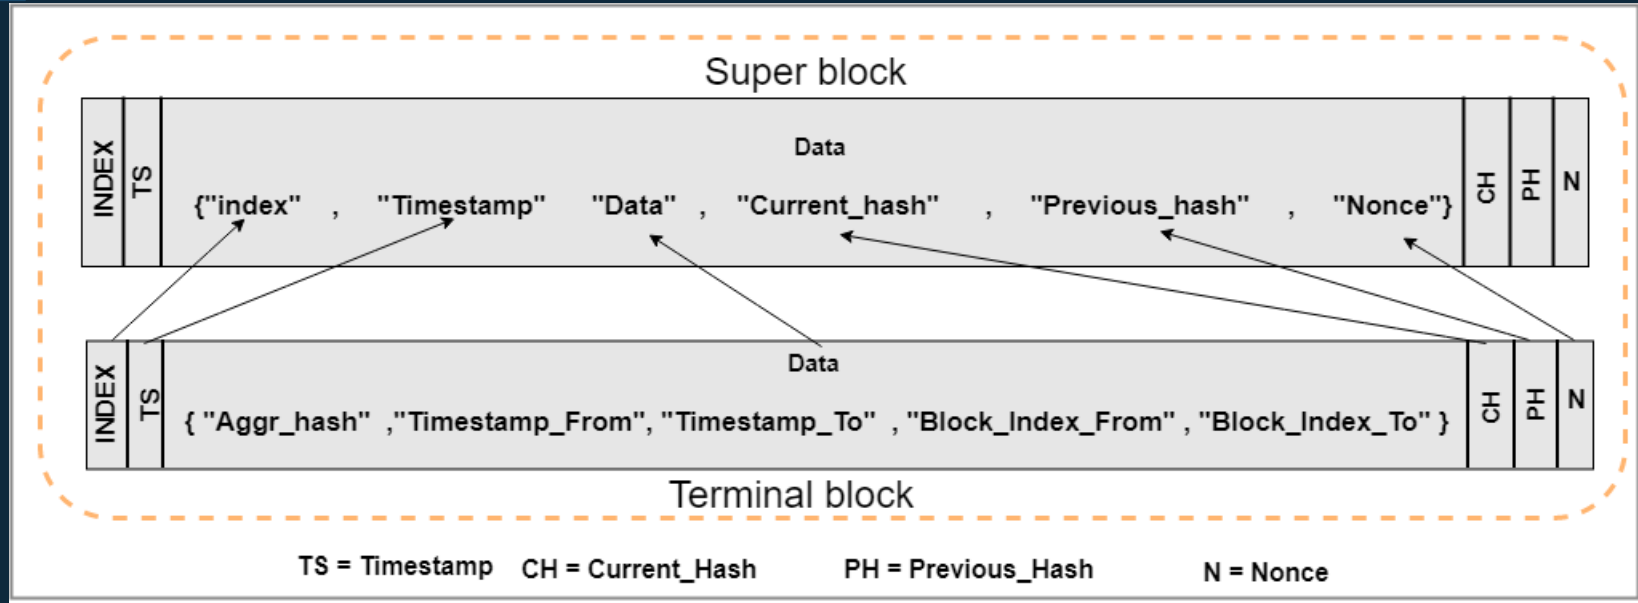 Super block
INDEX
TS
Data
{"index" , "Timestamp" "Data" , "Current_hash" , "Previous_hash" , "Nonce"}
CH
PH
N
INDEX
TS
Data
{ "Aggr_hash" ,"Timestamp_From", "Timestamp_To" , "Block_Index_From" , "Block_Index_To" }
CH
PH
N
Terminal block
TS = Timestamp CH = Current_Hash PH = Previous_Hash N = Nonce